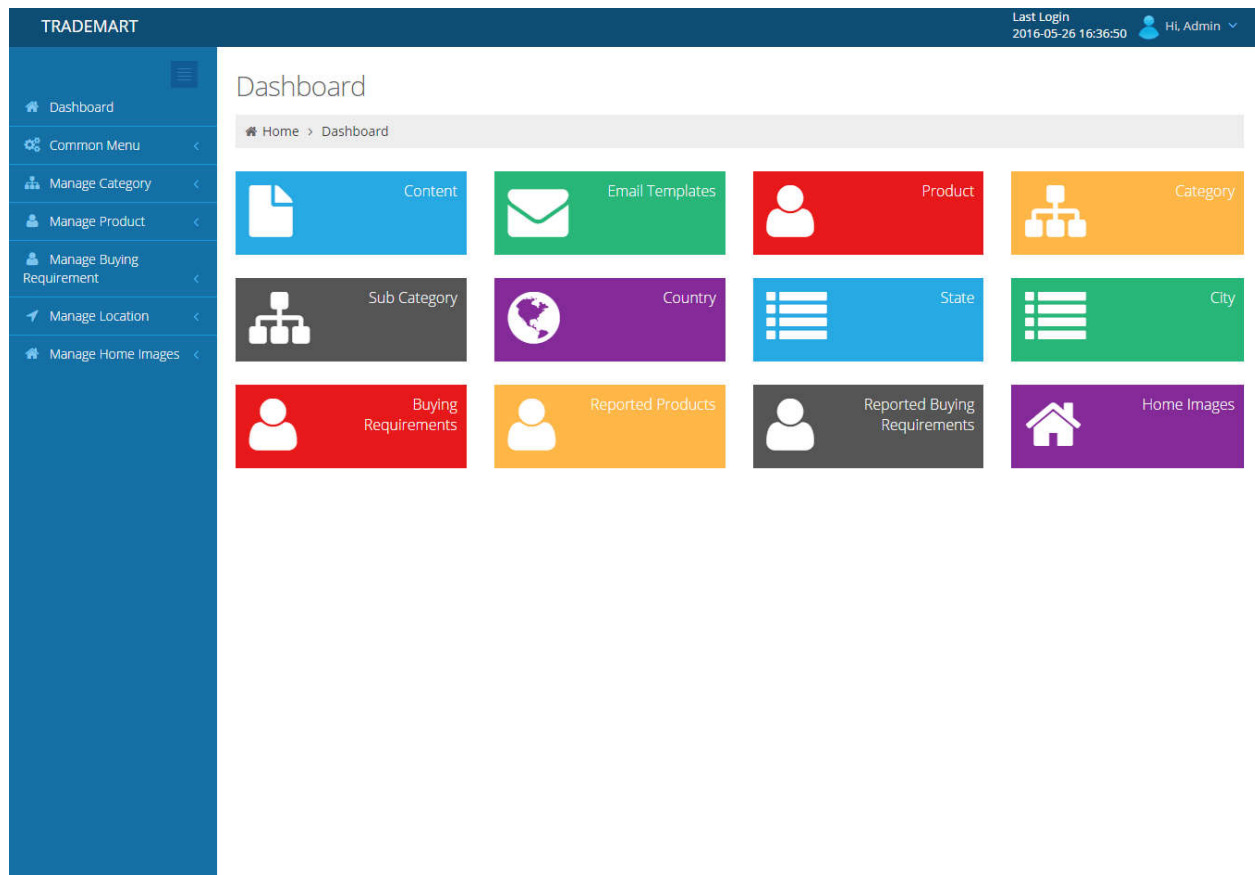 TRADEMART
Last Login
2016-05-26 16:36:50
Hi, Admin
Dashboard
Common Menu
Manage Category
Manage Product
Manage Buying
Requirement
Manage Location
Manage Home Images
Dashboard
Home > Dashboard
Content
Email Templates
Product
Category
Sub Category
Country
State
City
Buying
Requirements
Reported Products
Reported Buying
Requirements
Home Images